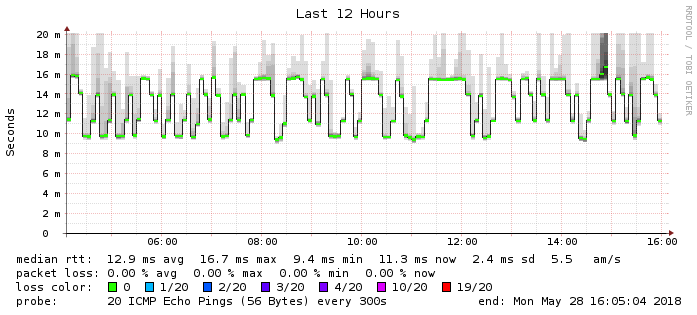 Last 12 Hours
RRDTOOL / TOBI OETIKER
Seconds
20 m
18 m
16 m
14 m
12 m
10 m
8 m
6 m
4 m
2 m
0
06:00 08:00 10:00 12:00 14:00 16:00
median rtt: 12.9 ms avg 16.7 ms max 9.4 ms min 11.3 ms now 2.4 ms sd 5.5 am/s
packet loss: 0.00 % avg 0.00 % max 0.00 % min 0.00 % now
loss color: 0 1/20 2/20 3/20 4/20 10/20 19/20
probe: 20 ICMP Echo Pings (56 Bytes) every 300s end: Mon May 28 16:05:04 2018